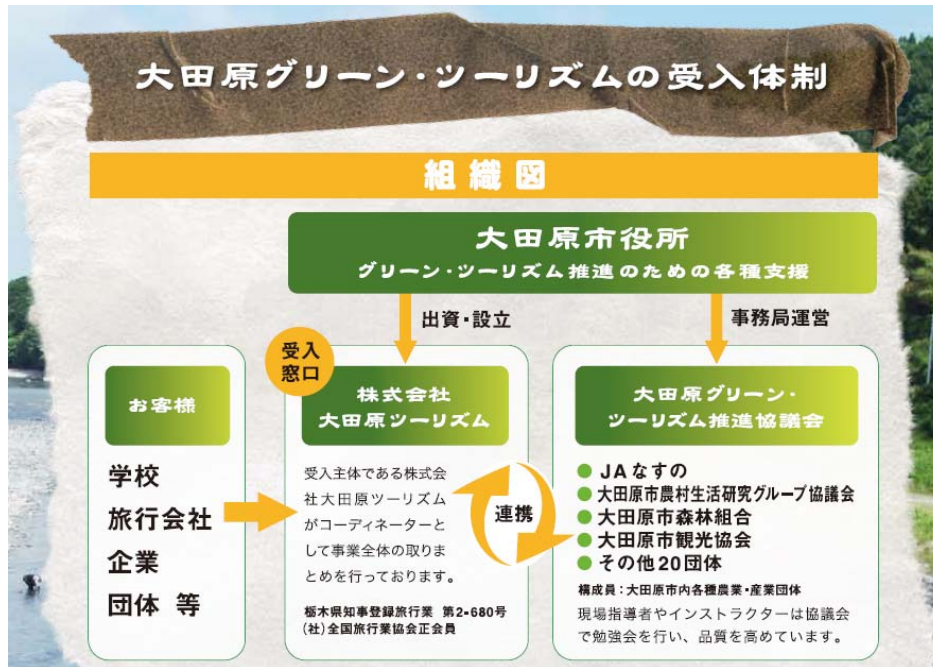 大田原グリーン・ツーリズムの受入体制
組織図
大田原市役所
グリーン・ツーリズム推進のための各種支援
出資・設立
事務局運営
お客様
学校
旅行会社
企業
団体 等
受入
窓口
株式会社
大田原ツーリズム
受入主体である株式会
社大田原ツーリズム
がコーディネーターと
して事業全体の取りま
とめを行っております。
栃木県知事登録旅行業 第2-680号
(社)全国旅行業協会正会員
連携
大田原グリーン・
ツーリズム推進協議会
● JAなすの
● 大田原市農村生活研究グループ協議会
● 大田原市森林組合
● 大田原市観光協会
● その他20団体
構成員：大田原市内各種農業・産業団体
現場指導者やインストラクターは協議会
で勉強会を行い、品質を高めています。